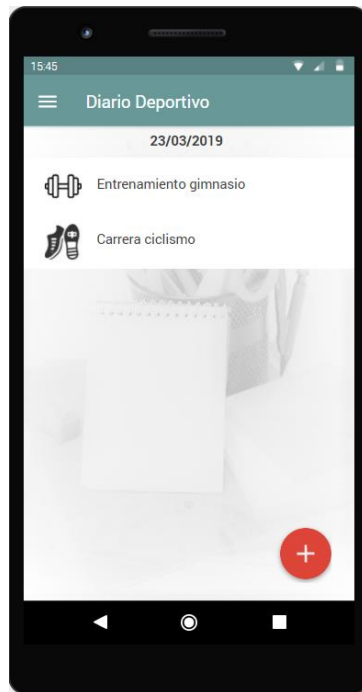 15:45
Diario Deportivo
23/03/2019
Entrenamiento gimnasio
Carrera ciclismo